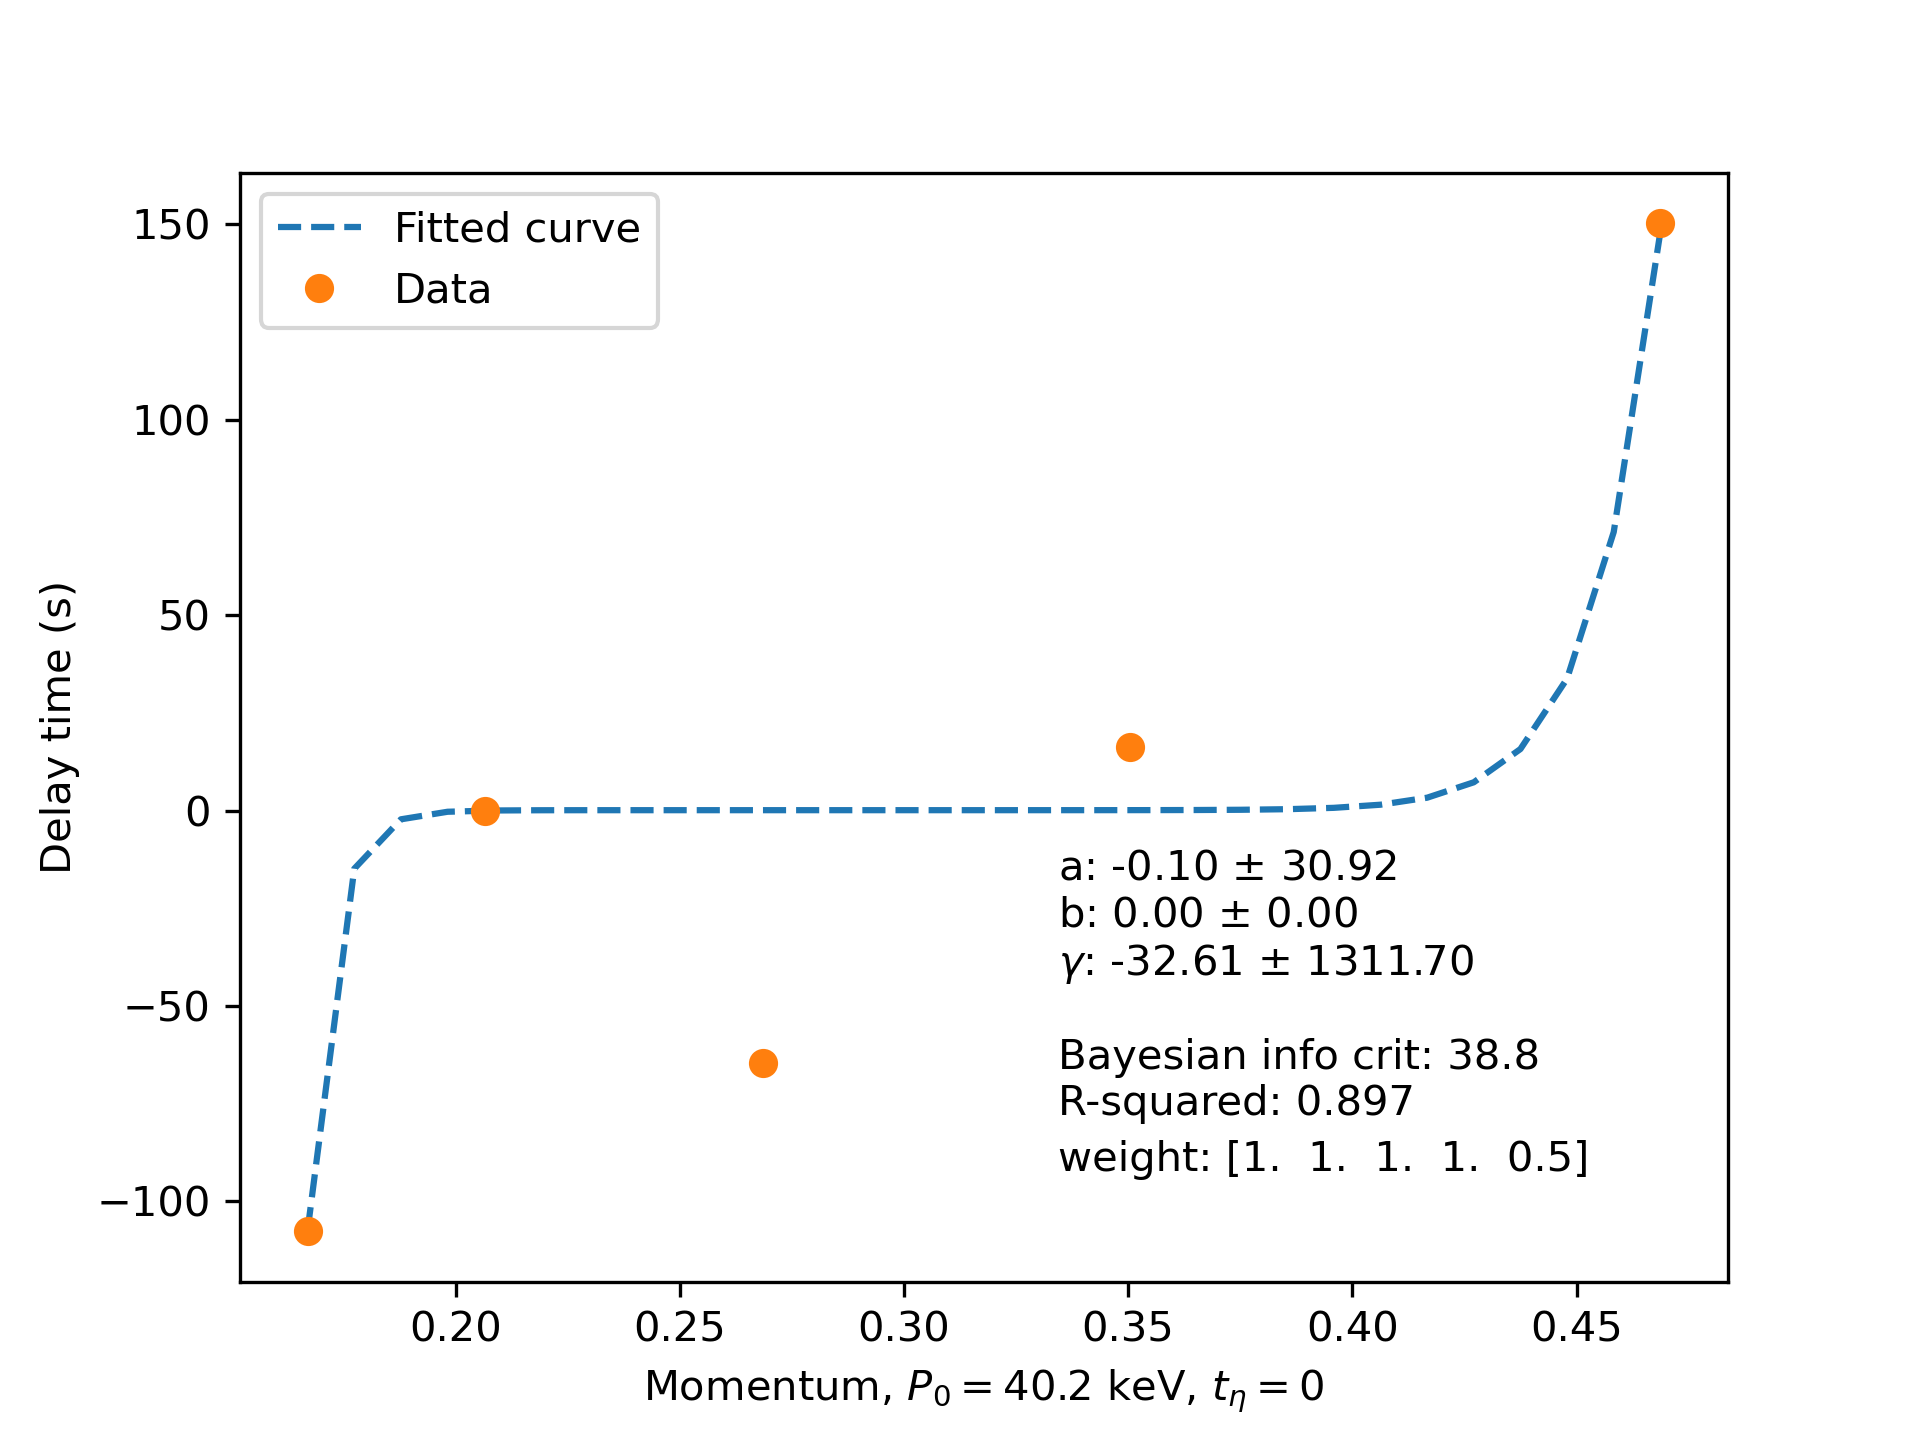 Fitted curve
Data
150
100
50
0
−50
−100
Delay time (s)
a: -0.10 ± 30.92
b: 0.00 ± 0.00
γ: -32.61 ± 1311.70
Bayesian info crit: 38.8
R-squared: 0.897
weight: [1.  1.  1.  1.  0.5]
0.20 0.25 0.30 0.35 0.40 0.45
Momentum, P₀ = 40.2 keV, t_η = 0